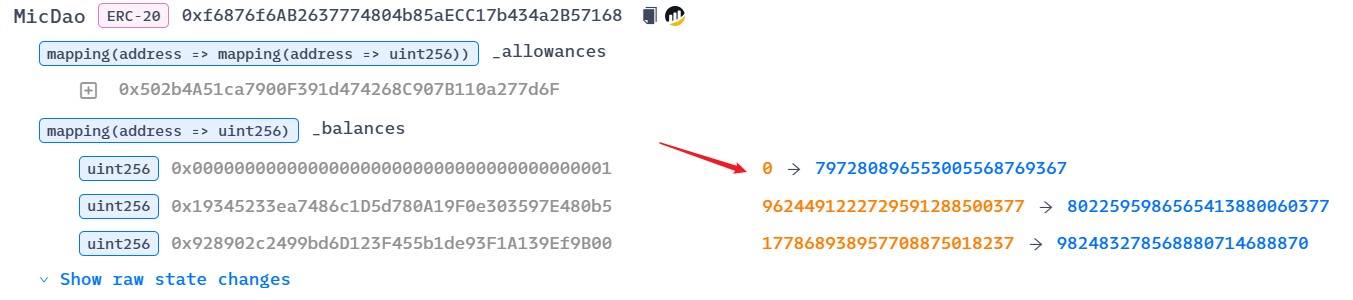 MicDao ERC-20 0xf6876f6AB2637774804b85aECC17b434a2B57168
mapping(address => mapping(address => uint256)) _allowances
0x502b4A51ca7900F391d474268C907B110a277d6F
mapping(address => uint256) _balances
uint256 0x0000000000000000000000000000000000000001 0 → 797280896553005568769367
uint256 0x19345233ea7486c1D5d780A19F0e303597E480b5 9624491222729591288500377 → 8022595986565413880060377
uint256 0x928902c2499bd6D123F455b1de93F1A139Ef9B00 177868938957708875018237 → 982483278568880714688870
Show raw state changes